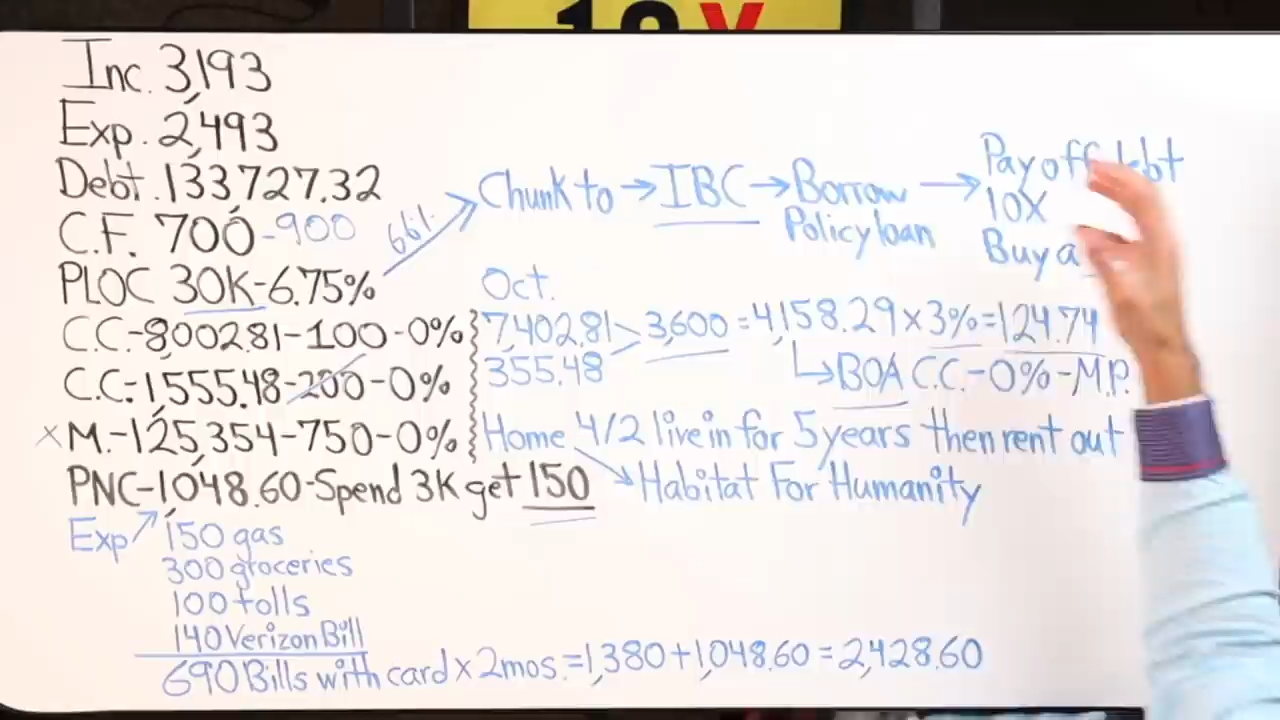 10X
Inc. 3,193
Exp. 2,493
Debt. 133,727.32
C.F. 700-900
PLOC 30K-6.75%
C.C.-8,002.81-100-0%
C.C.-1,555.48-200-0%
x M.-125,354-750-0%
PNC-1,048.60-Spend 3K get 150
Exp
150 gas
300 groceries
100 tolls
140 Verizon Bill
690 Bills with card x 2mos.=1,380+1,048.60=2,428.60
Chunk to → IBC → Borrow → Pay off debt
Policy loan
10X
Buy a
Oct.
7,402.81
355.48
3,600 = 4,158.29 x 3% = 124.74
BOA C.C.-0%-M.P.
Home 4/2 live in for 5 years then rent out
Habitat For Humanity